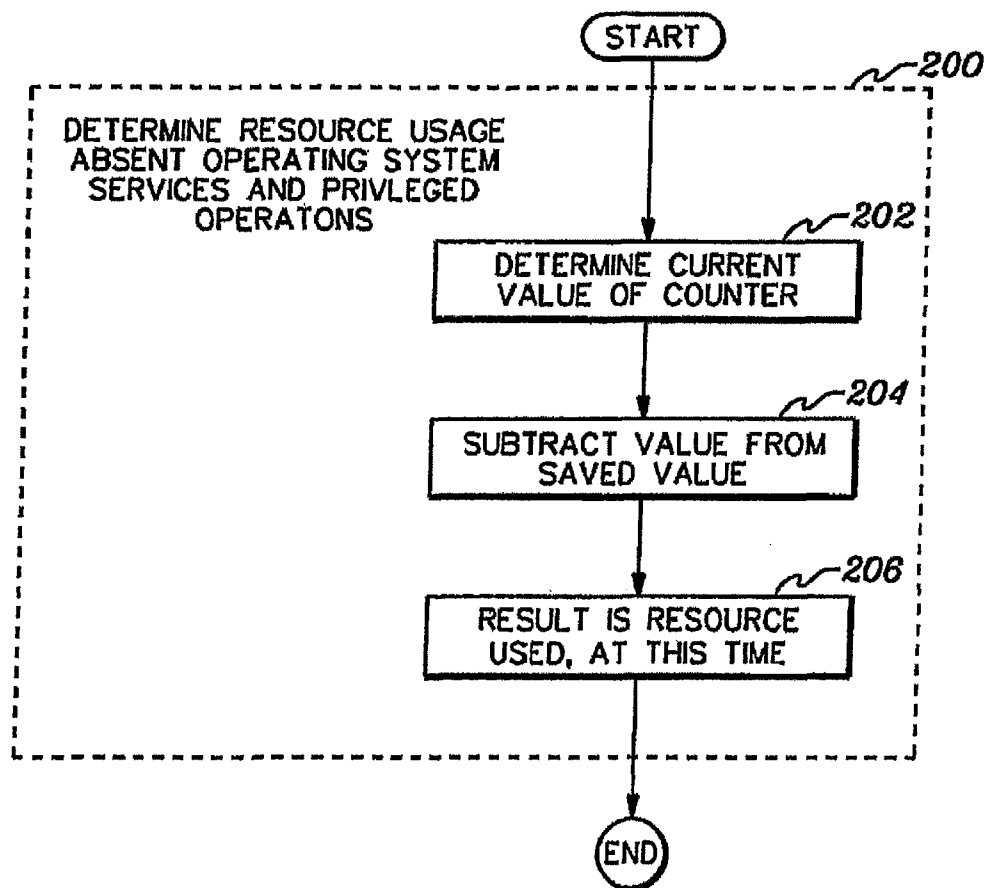 START
200
DETERMINE RESOURCE USAGE
ABSENT OPERATING SYSTEM
SERVICES AND PRIVLEGED
OPERATONS
202
DETERMINE CURRENT
VALUE OF COUNTER
204
SUBTRACT VALUE FROM
SAVED VALUE
206
RESULT IS RESOURCE
USED, AT THIS TIME
END